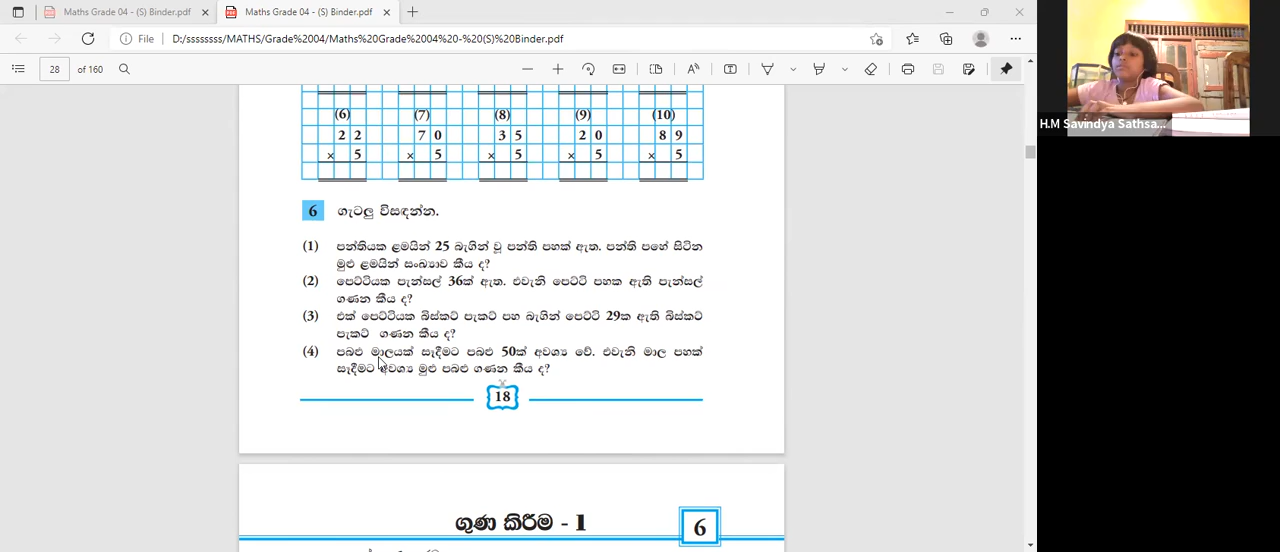 Maths Grade 04 - (S) Binder.pdf
Maths Grade 04 - (S) Binder.pdf
File
D:/ssssssss/MATHS/Grade%2004/Maths%20Grade%2004%20-%20(S)%20Binder.pdf
28 of 160
(6) (7) (8) (9) (10)
2 2 7 0 3 5 2 0 8 9
× 5 × 5 × 5 × 5 × 5
6 ගැටලු විසඳන්න.
(1) පන්තියක ළමයින් 25 බැගින් වූ පන්ති පහක් ඇත. පන්ති පහේ සිටින
මුළු ළමයින් සංඛ්‍යාව කීය ද?
(2) පෙට්ටියක පැන්සල් 36ක් ඇත. එවැනි පෙට්ටි පහක ඇති පැන්සල්
ගණන කීය ද?
(3) එක් පෙට්ටියක බිස්කට් පැකට් පහ බැගින් පෙට්ටි 29ක ඇති බිස්කට්
පැකට් ගණන කීය ද?
(4) පබළු මාලයක් සෑදීමට පබළු 50ක් අවශ්‍ය වේ. එවැනි මාල පහක්
සෑදීමට අවශ්‍ය මුළු පබළු ගණන කීය ද?
18
ගුණ කිරීම - 1
6
H.M Savindya Sathsa...